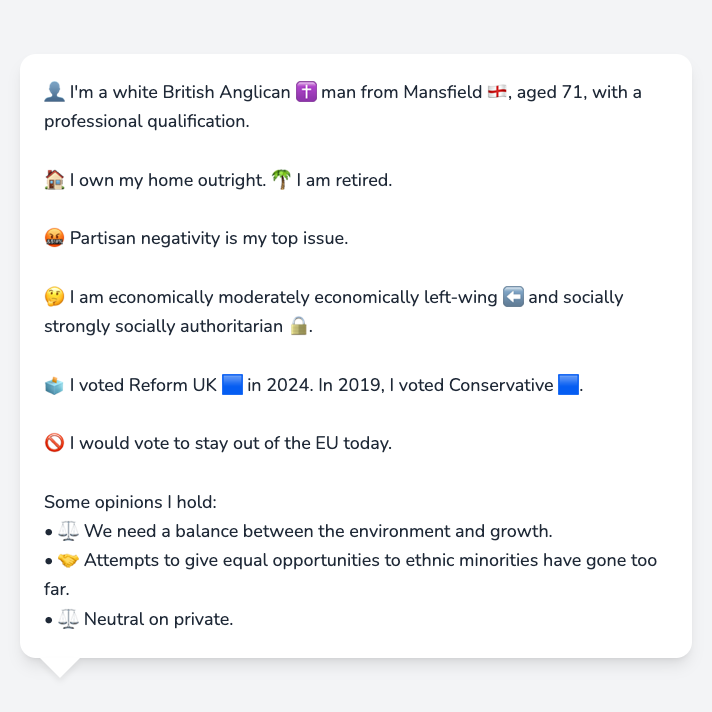 👤 I'm a white British Anglican ✝️ man from Mansfield 🏴󠁧󠁢󠁥󠁮󠁧󠁿, aged 71, with a
professional qualification.
🏠 I own my home outright. 🌴 I am retired.
🤬 Partisan negativity is my top issue.
🤔 I am economically moderately economically left-wing ⬅️ and socially
strongly socially authoritarian 🔒.
🗳️ I voted Reform UK 🟦 in 2024. In 2019, I voted Conservative 🟦.
🚫 I would vote to stay out of the EU today.
Some opinions I hold:
• ⚖️ We need a balance between the environment and growth.
• 🤝 Attempts to give equal opportunities to ethnic minorities have gone too
far.
• ⚖️ Neutral on private.